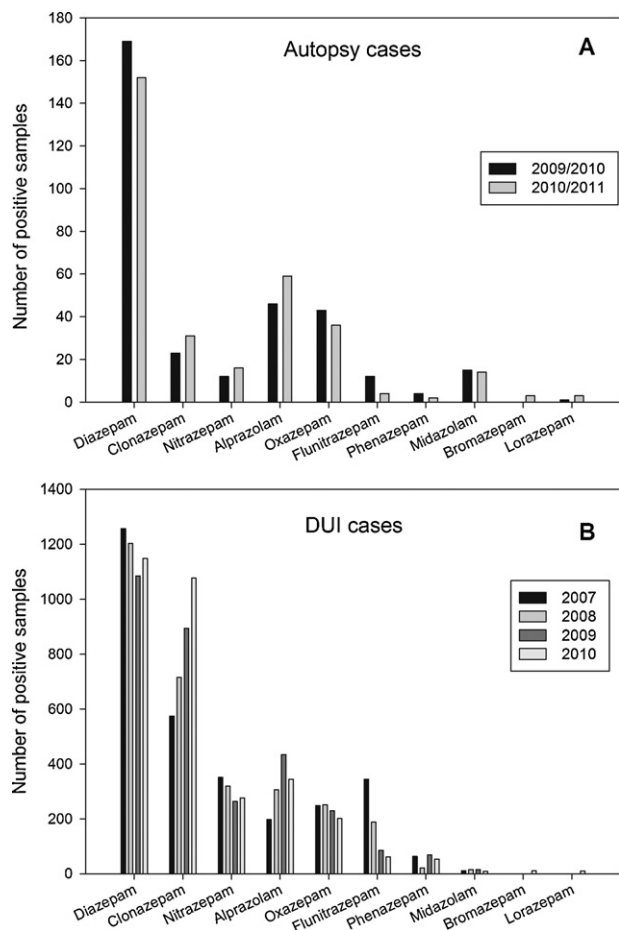 180
160
140
120
100
80
60
40
20
0
Number of positive samples
Autopsy cases
A
2009/2010
2010/2011
Diazepam
Clonazepam
Nitrazepam
Alprazolam
Oxazepam
Flunitrazepam
Phenazepam
Midazolam
Bromazepam
Lorazepam
1400
1200
1000
800
600
400
200
0
Number of positive samples
DUI cases
B
2007
2008
2009
2010
Diazepam
Clonazepam
Nitrazepam
Alprazolam
Oxazepam
Flunitrazepam
Phenazepam
Midazolam
Bromazepam
Lorazepam